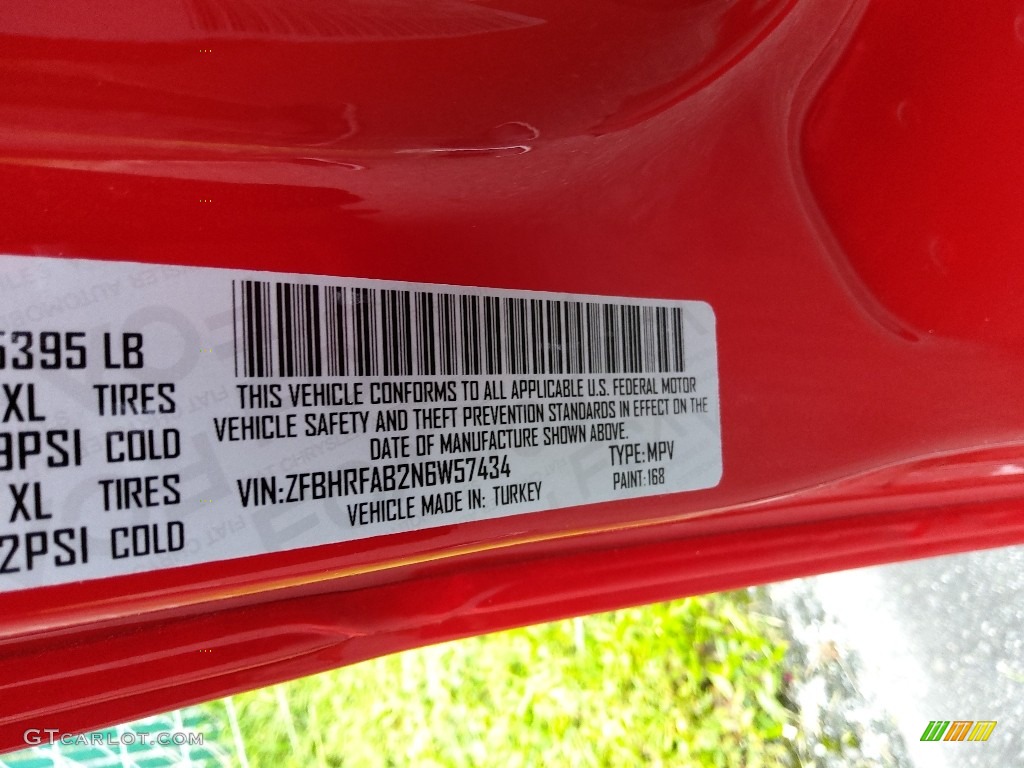 5395 LB
XL TIRES
PSI COLD
XL TIRES
2PSI COLD
THIS VEHICLE CONFORMS TO ALL APPLICABLE U.S. FEDERAL MOTOR
VEHICLE SAFETY AND THEFT PREVENTION STANDARDS IN EFFECT ON THE
DATE OF MANUFACTURE SHOWN ABOVE.
VIN:ZFBHRFAB2N6W57434
TYPE:MPV
PAINT:168
VEHICLE MADE IN: TURKEY
GTCARLOT.COM